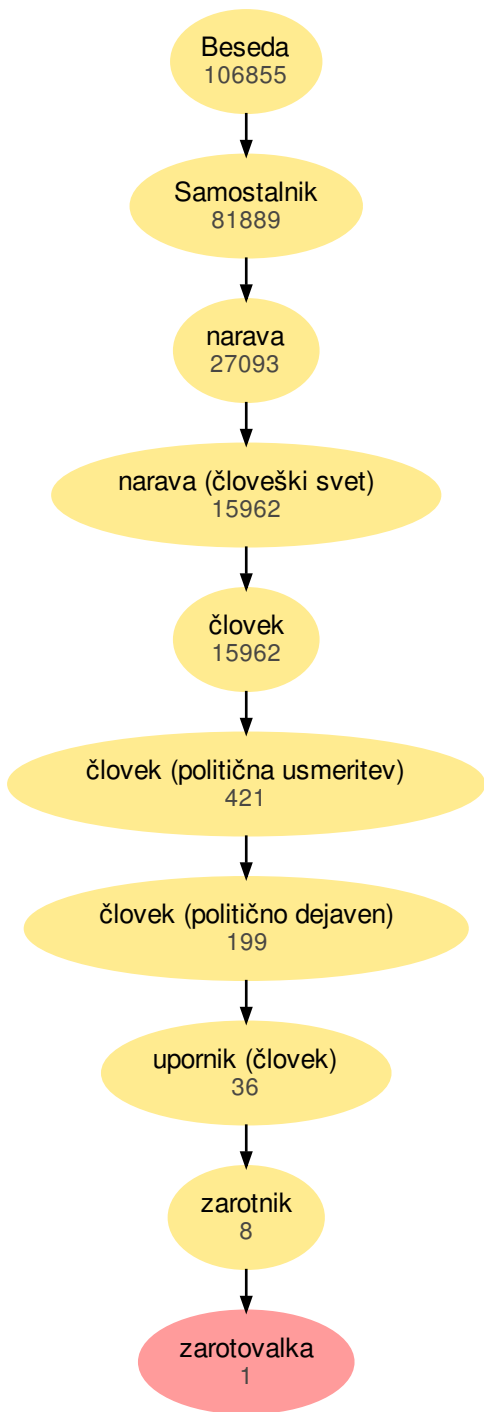 Beseda
106855
Samostalnik
81889
narava
27093
narava (človeški svet)
15962
človek
15962
človek (politična usmeritev)
421
človek (politično dejaven)
199
upornik (človek)
36
zarotnik
8
zarotovalka
1